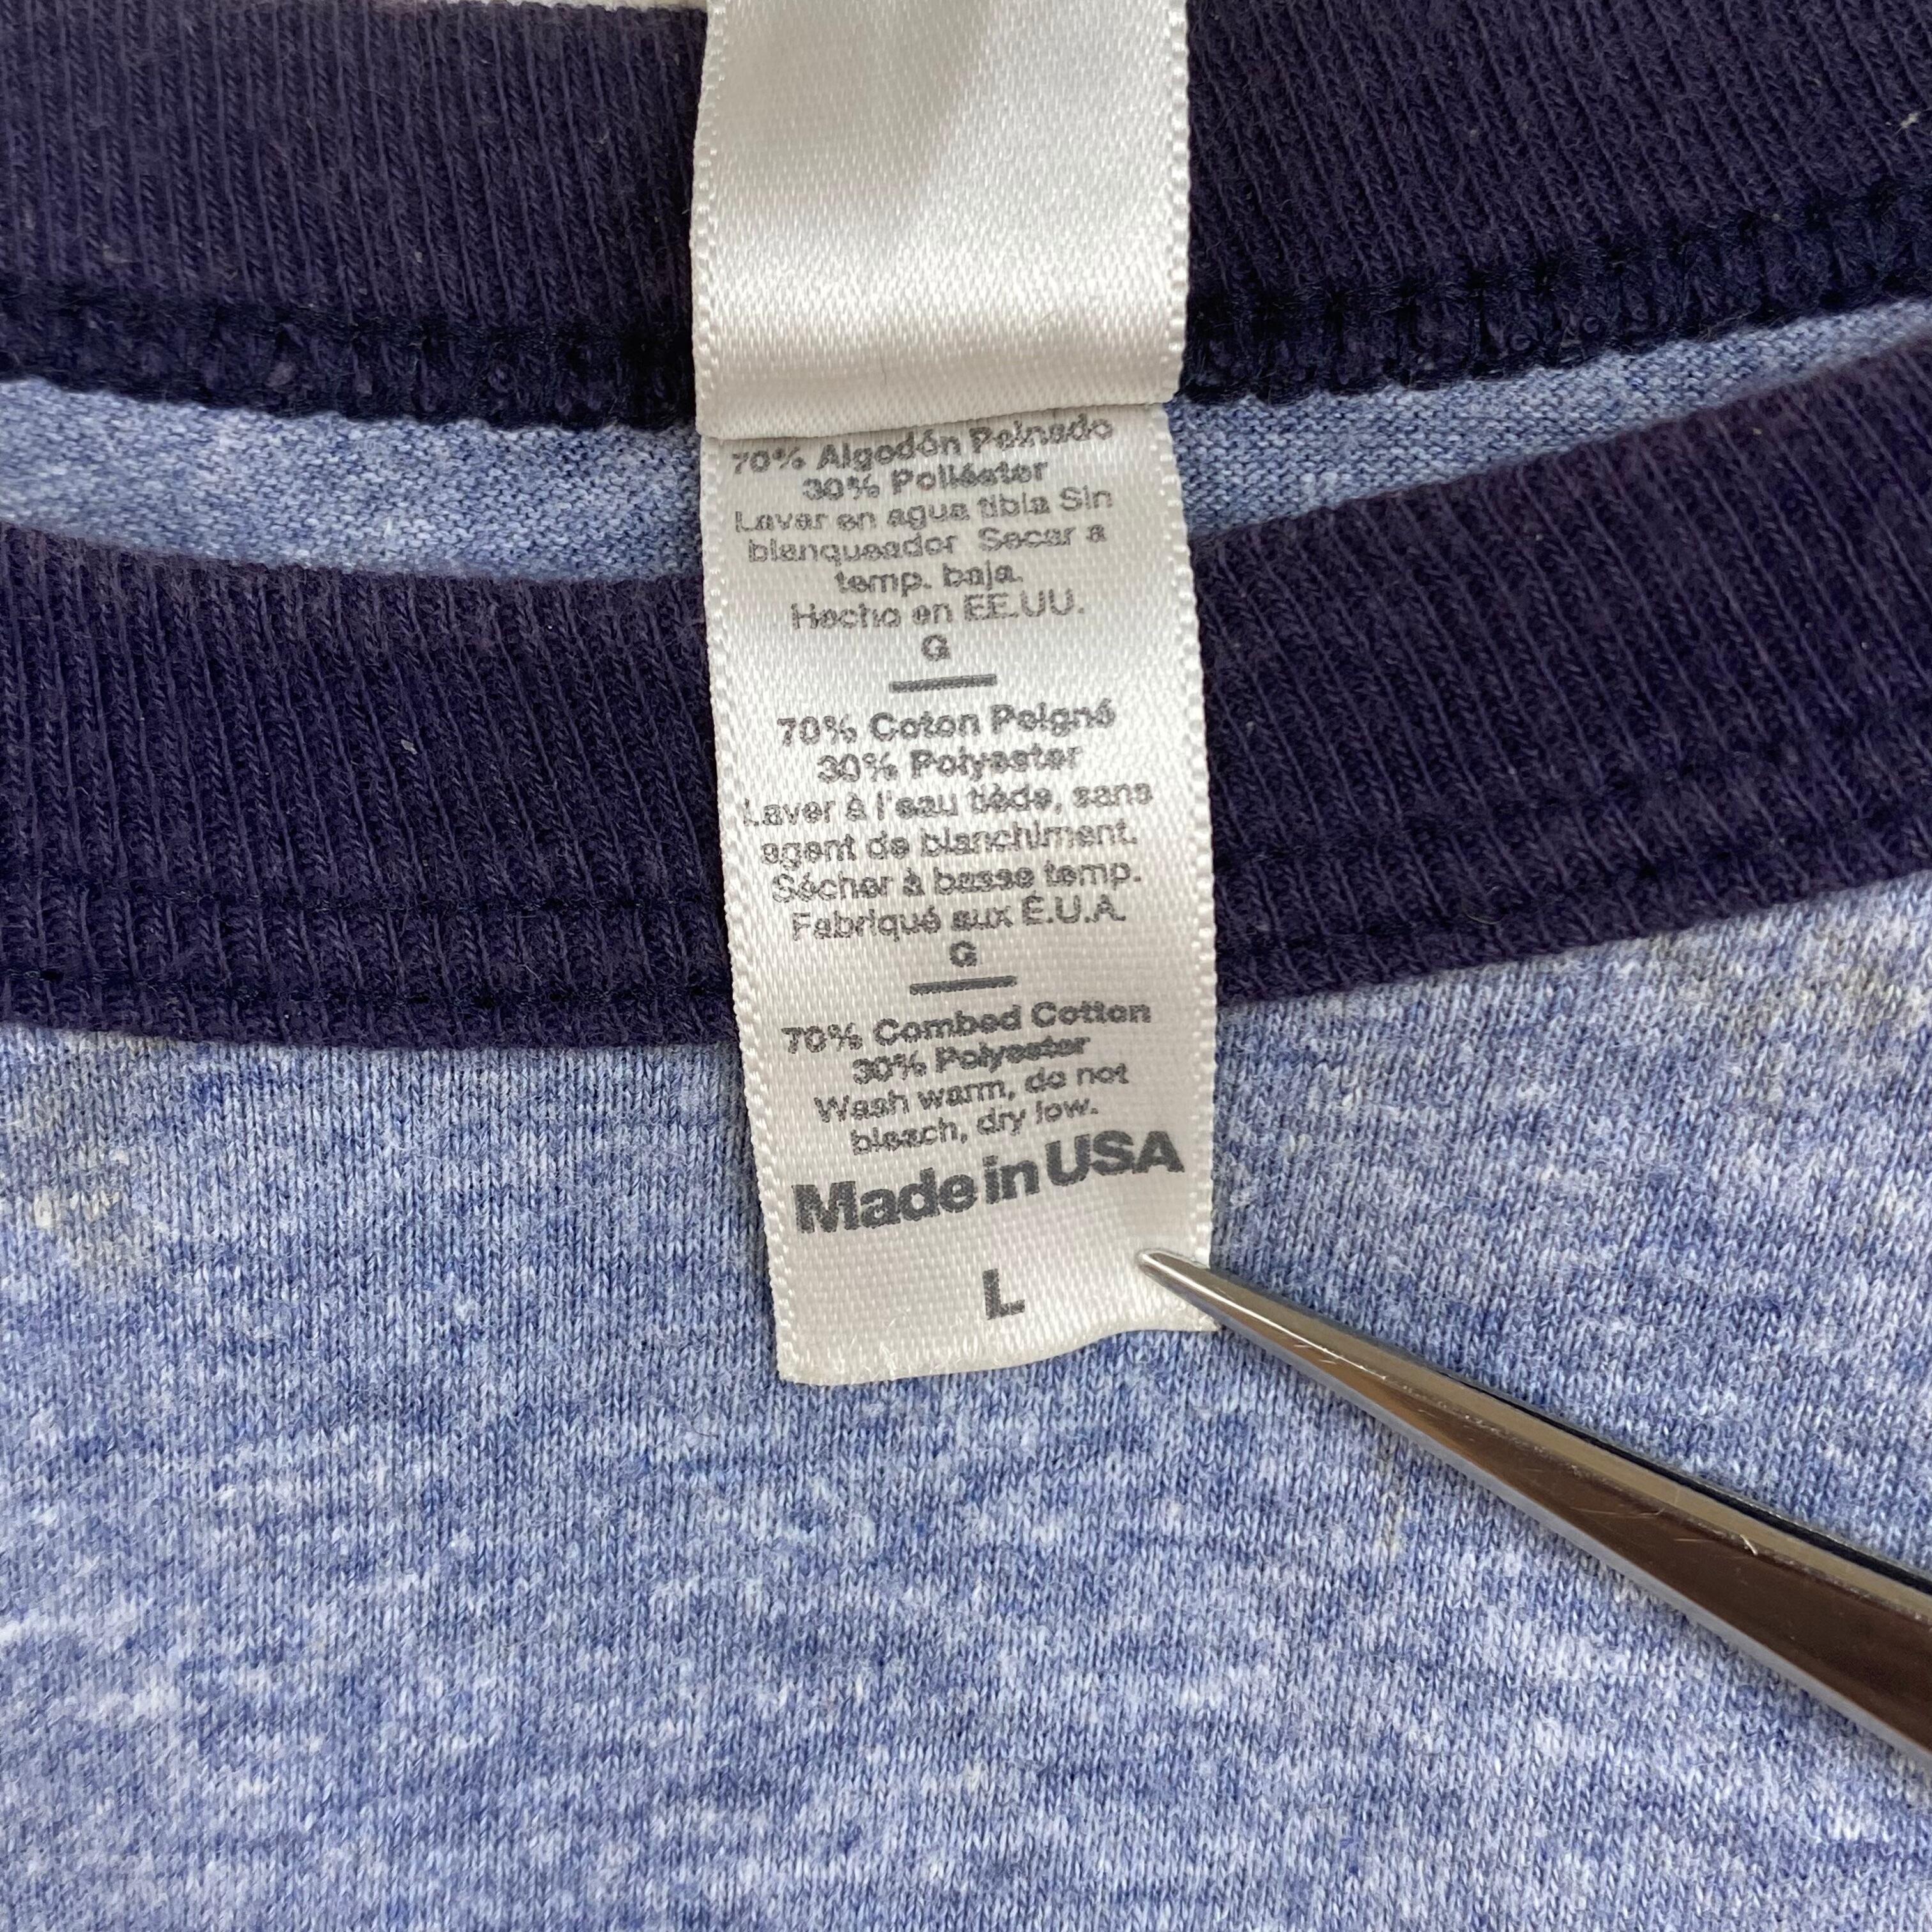 70% Algodón Peinado
30% Poliéster
Lavar en agua tibia Sin
blanqueador Secar a
temp. baja.
Hecho en EE.UU.
G
70% Coton Peigné
30% Polyester
Laver à l'eau tiède, sans
agent de blanchiment.
Sécher à basse temp.
Fabriqué aux É.U.A.
G
70% Combed Cotton
30% Polyester
Wash warm, do not
bleach, dry low.
Made in USA
L